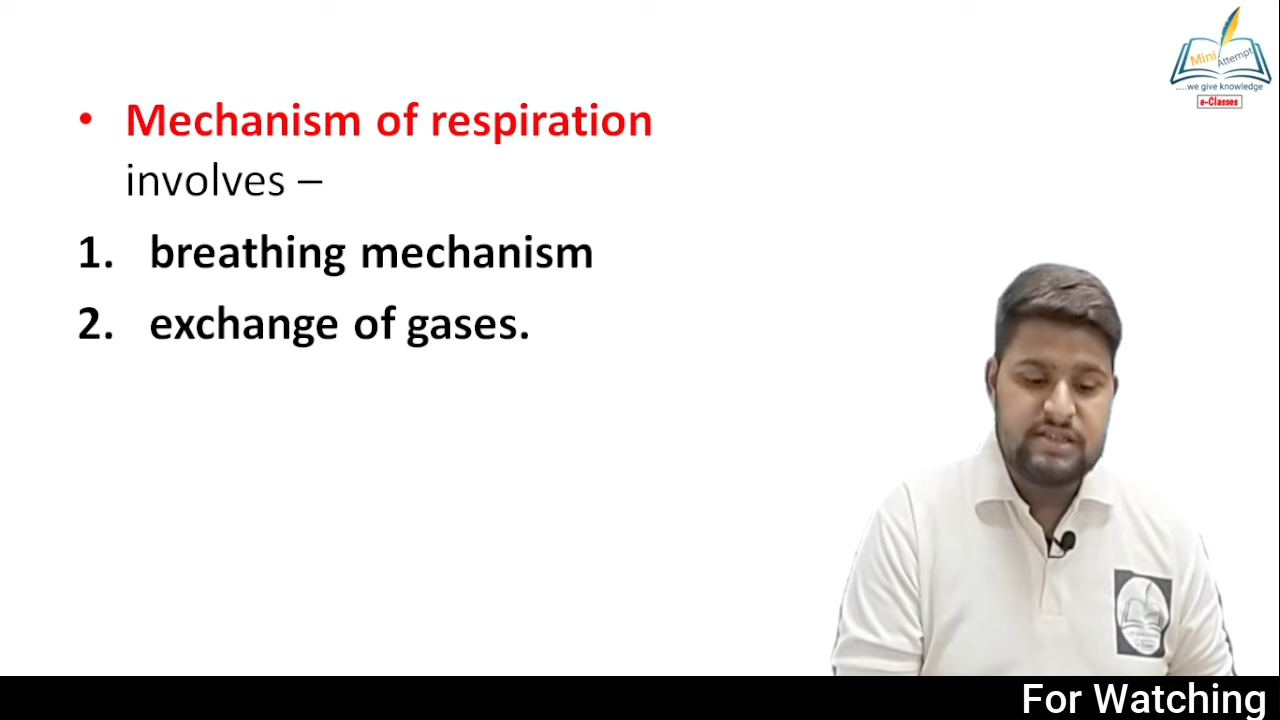 • Mechanism of respiration
involves –
1. breathing mechanism
2. exchange of gases.
Mini Attempt
.....we give knowledge
e-Classes
For Watching